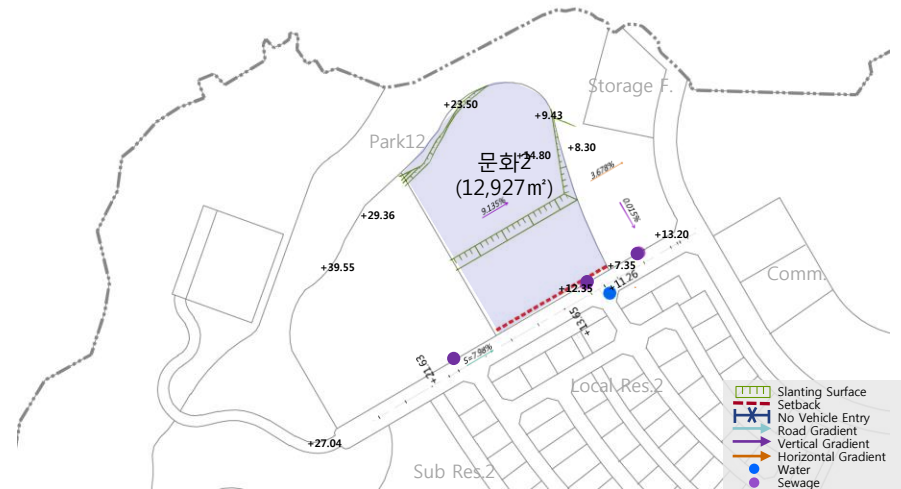 Storage F.
+23.50
+9.43
Park12
+8.30
+14.80
문화2
(12,927㎡)
3.678%
9.135%
0.015%
+29.36
+13.20
+39.55
+7.35
Comm.
+11.26
+12.35
+13.65
S=7.98%
+21.63
Local Res.2
+27.04
Sub Res.2
Slanting Surface
Setback
No Vehicle Entry
Road Gradient
Vertical Gradient
Horizontal Gradient
Water
Sewage